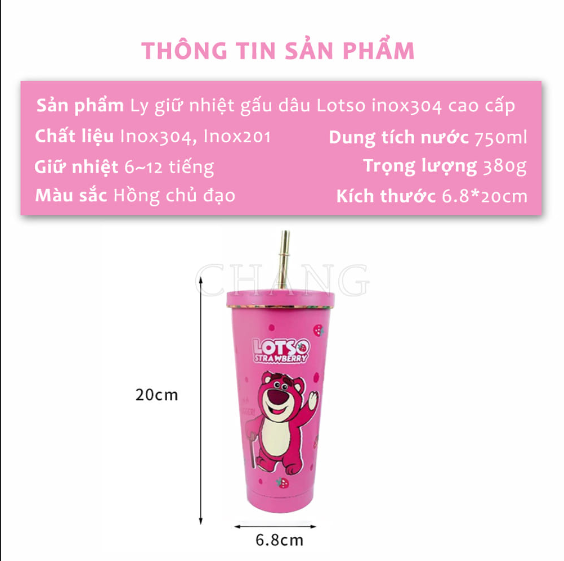 THÔNG TIN SẢN PHẨM
Sản phẩm Ly giữ nhiệt gấu dâu Lotso inox304 cao cấp
Chất liệu Inox304, Inox201
Dung tích nước 750ml
Giữ nhiệt 6~12 tiếng
Trọng lượng 380g
Màu sắc Hồng chủ đạo
Kích thước 6.8*20cm
CHANG
LOTSO
STRAWBERRY
20cm
6.8cm